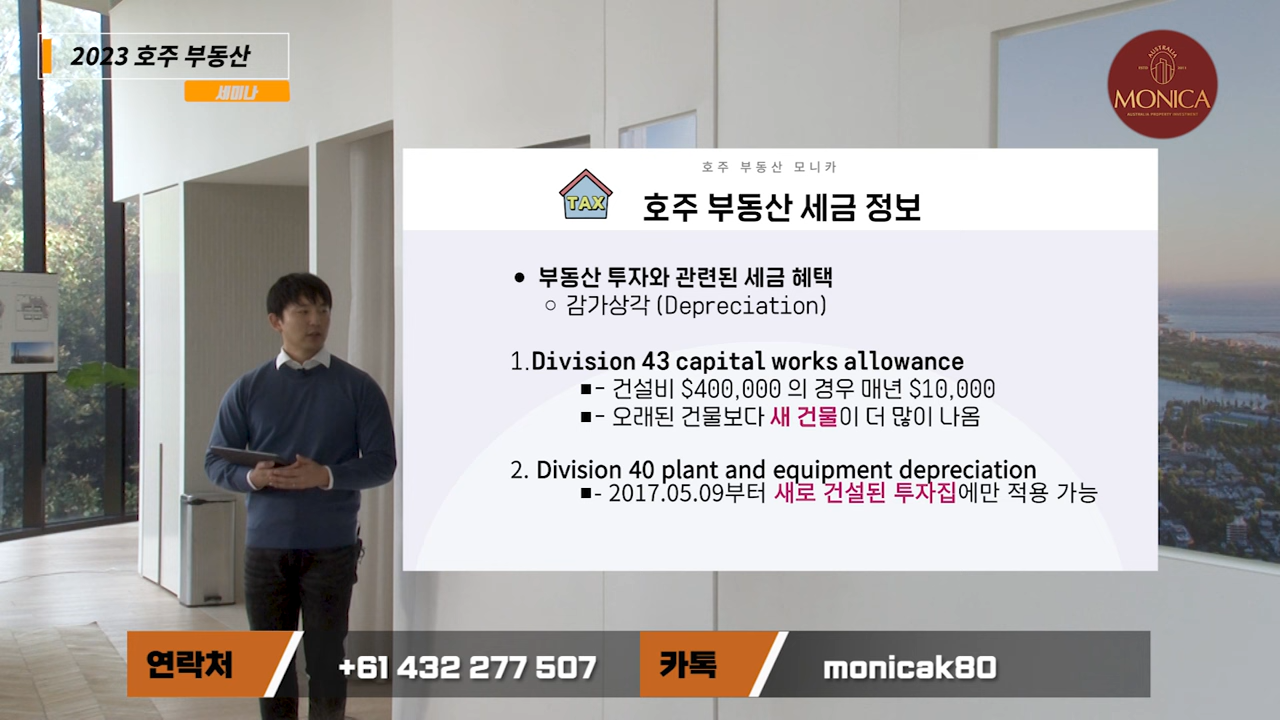 2023 호주 부동산
세미나
AUSTRALIA
MONICA
AUSTRALIA PROPERTY INVESTMENT
호주 부동산 모니카
TAX
호주 부동산 세금 정보
● 부동산 투자와 관련된 세금 혜택
○ 감가상각 (Depreciation)
1.Division 43 capital works allowance
■- 건설비 $400,000 의 경우 매년 $10,000
■- 오래된 건물보다 새 건물이 더 많이 나옴
2. Division 40 plant and equipment depreciation
■- 2017.05.09부터 새로 건설된 투자집에만 적용 가능
연락처 +61 432 277 507 카톡 monicak80